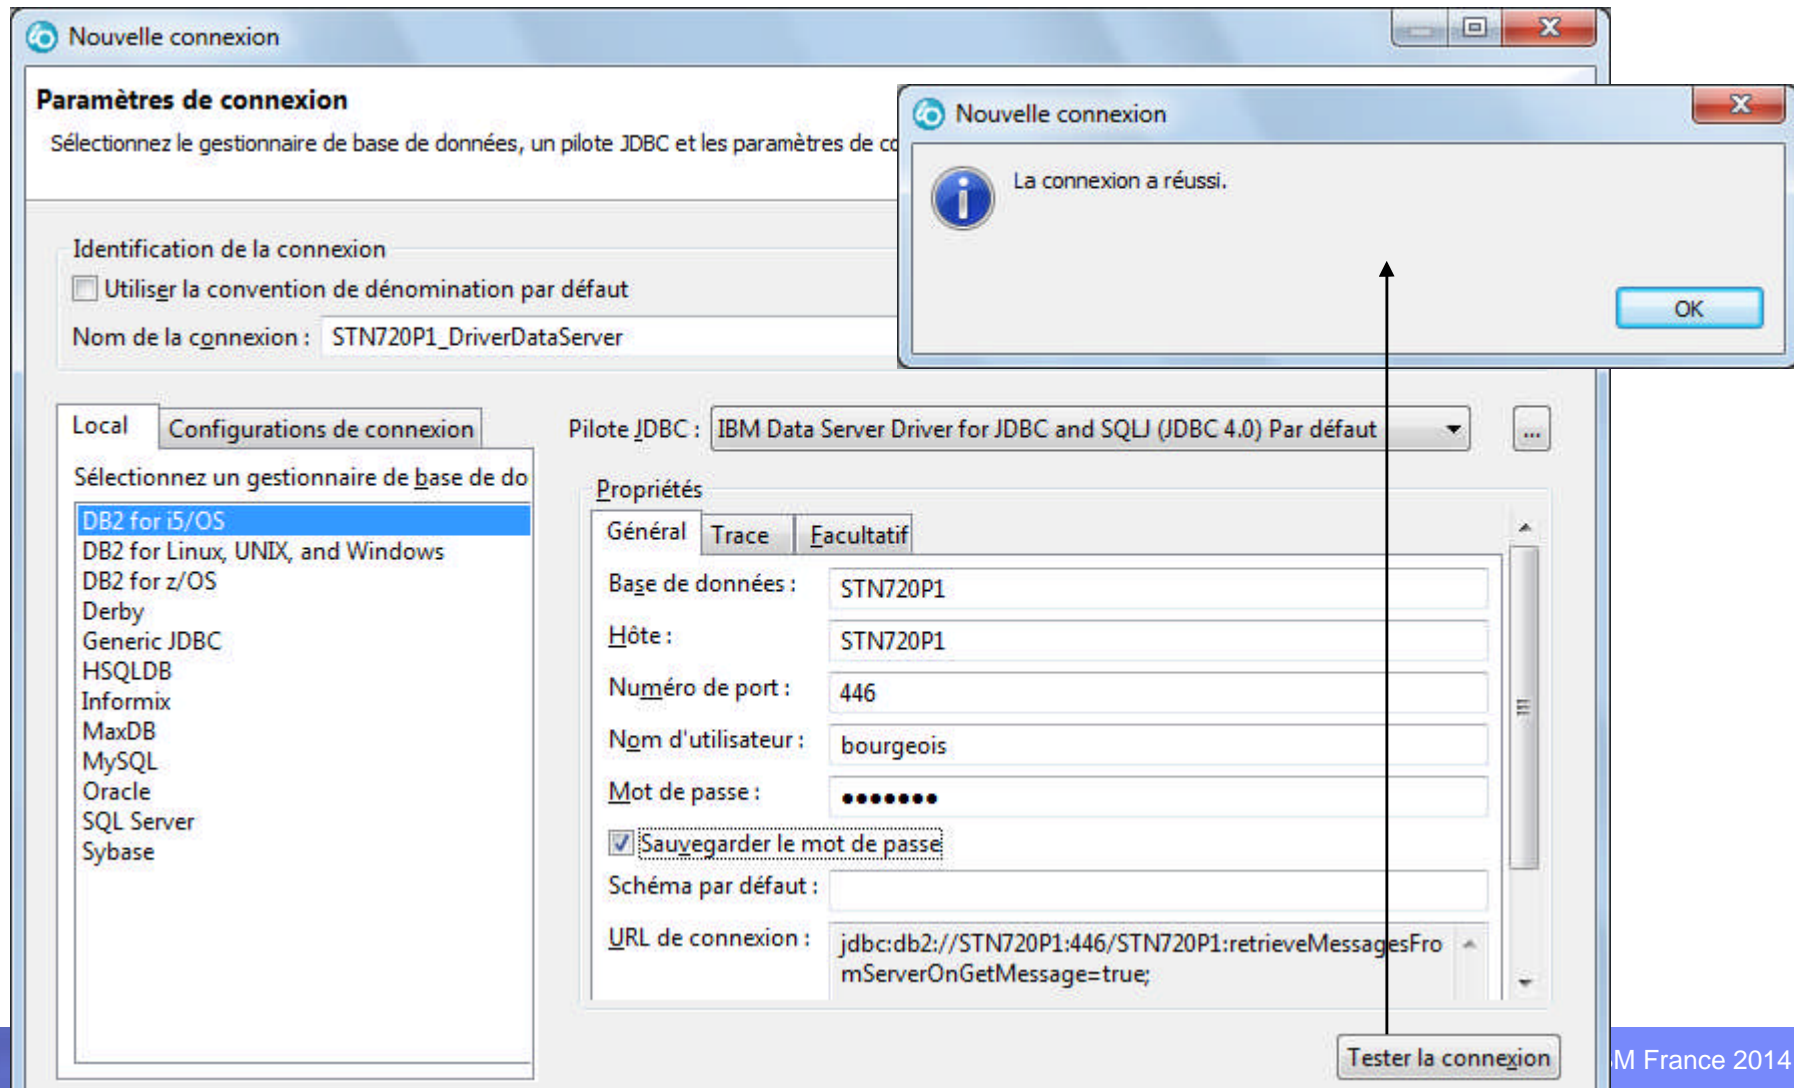 Nouvelle connexion
Paramètres de connexion
Sélectionnez le gestionnaire de base de données, un pilote JDBC et les paramètres de co
Nouvelle connexion
La connexion a réussi.
OK
Identification de la connexion
Utiliser la convention de dénomination par défaut
Nom de la connexion : STN720P1_DriverDataServer
Local
Configurations de connexion
Sélectionnez un gestionnaire de base de do
DB2 for i5/OS
DB2 for Linux, UNIX, and Windows
DB2 for z/OS
Derby
Generic JDBC
HSQLDB
Informix
MaxDB
MySQL
Oracle
SQL Server
Sybase
Pilote JDBC : IBM Data Server Driver for JDBC and SQLJ (JDBC 4.0) Par défaut
...
Propriétés
Général Trace Facultatif
Base de données : STN720P1
Hôte : STN720P1
Numéro de port : 446
Nom d'utilisateur : bourgeois
Mot de passe : •••••••
Sauvegarder le mot de passe
Schéma par défaut :
URL de connexion : jdbc:db2://STN720P1:446/STN720P1:retrieveMessagesFro
mServerOnGetMessage=true;
Tester la connexion
M France 2014